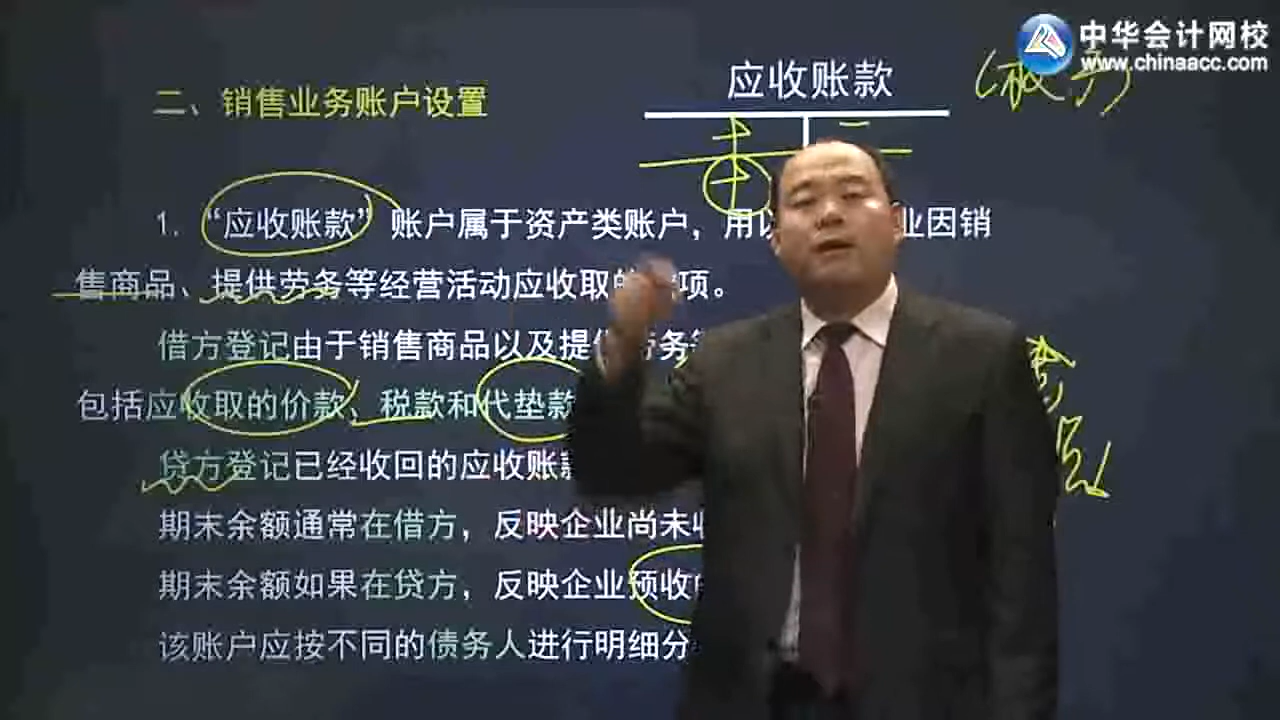 中华会计网校
www.chinaacc.com
应收账款
二、销售业务账户设置
1. “应收账款”账户属于资产类账户，用 业因销
售商品、提供劳务等经营活动应收取的 项。
借方登记由于销售商品以及提供劳务
包括应收取的价款、税款和代垫款
贷方登记已经收回的应收账
期末余额通常在借方，反映企业尚未
期末余额如果在贷方，反映企业预收
该账户应按不同的债务人进行明细分